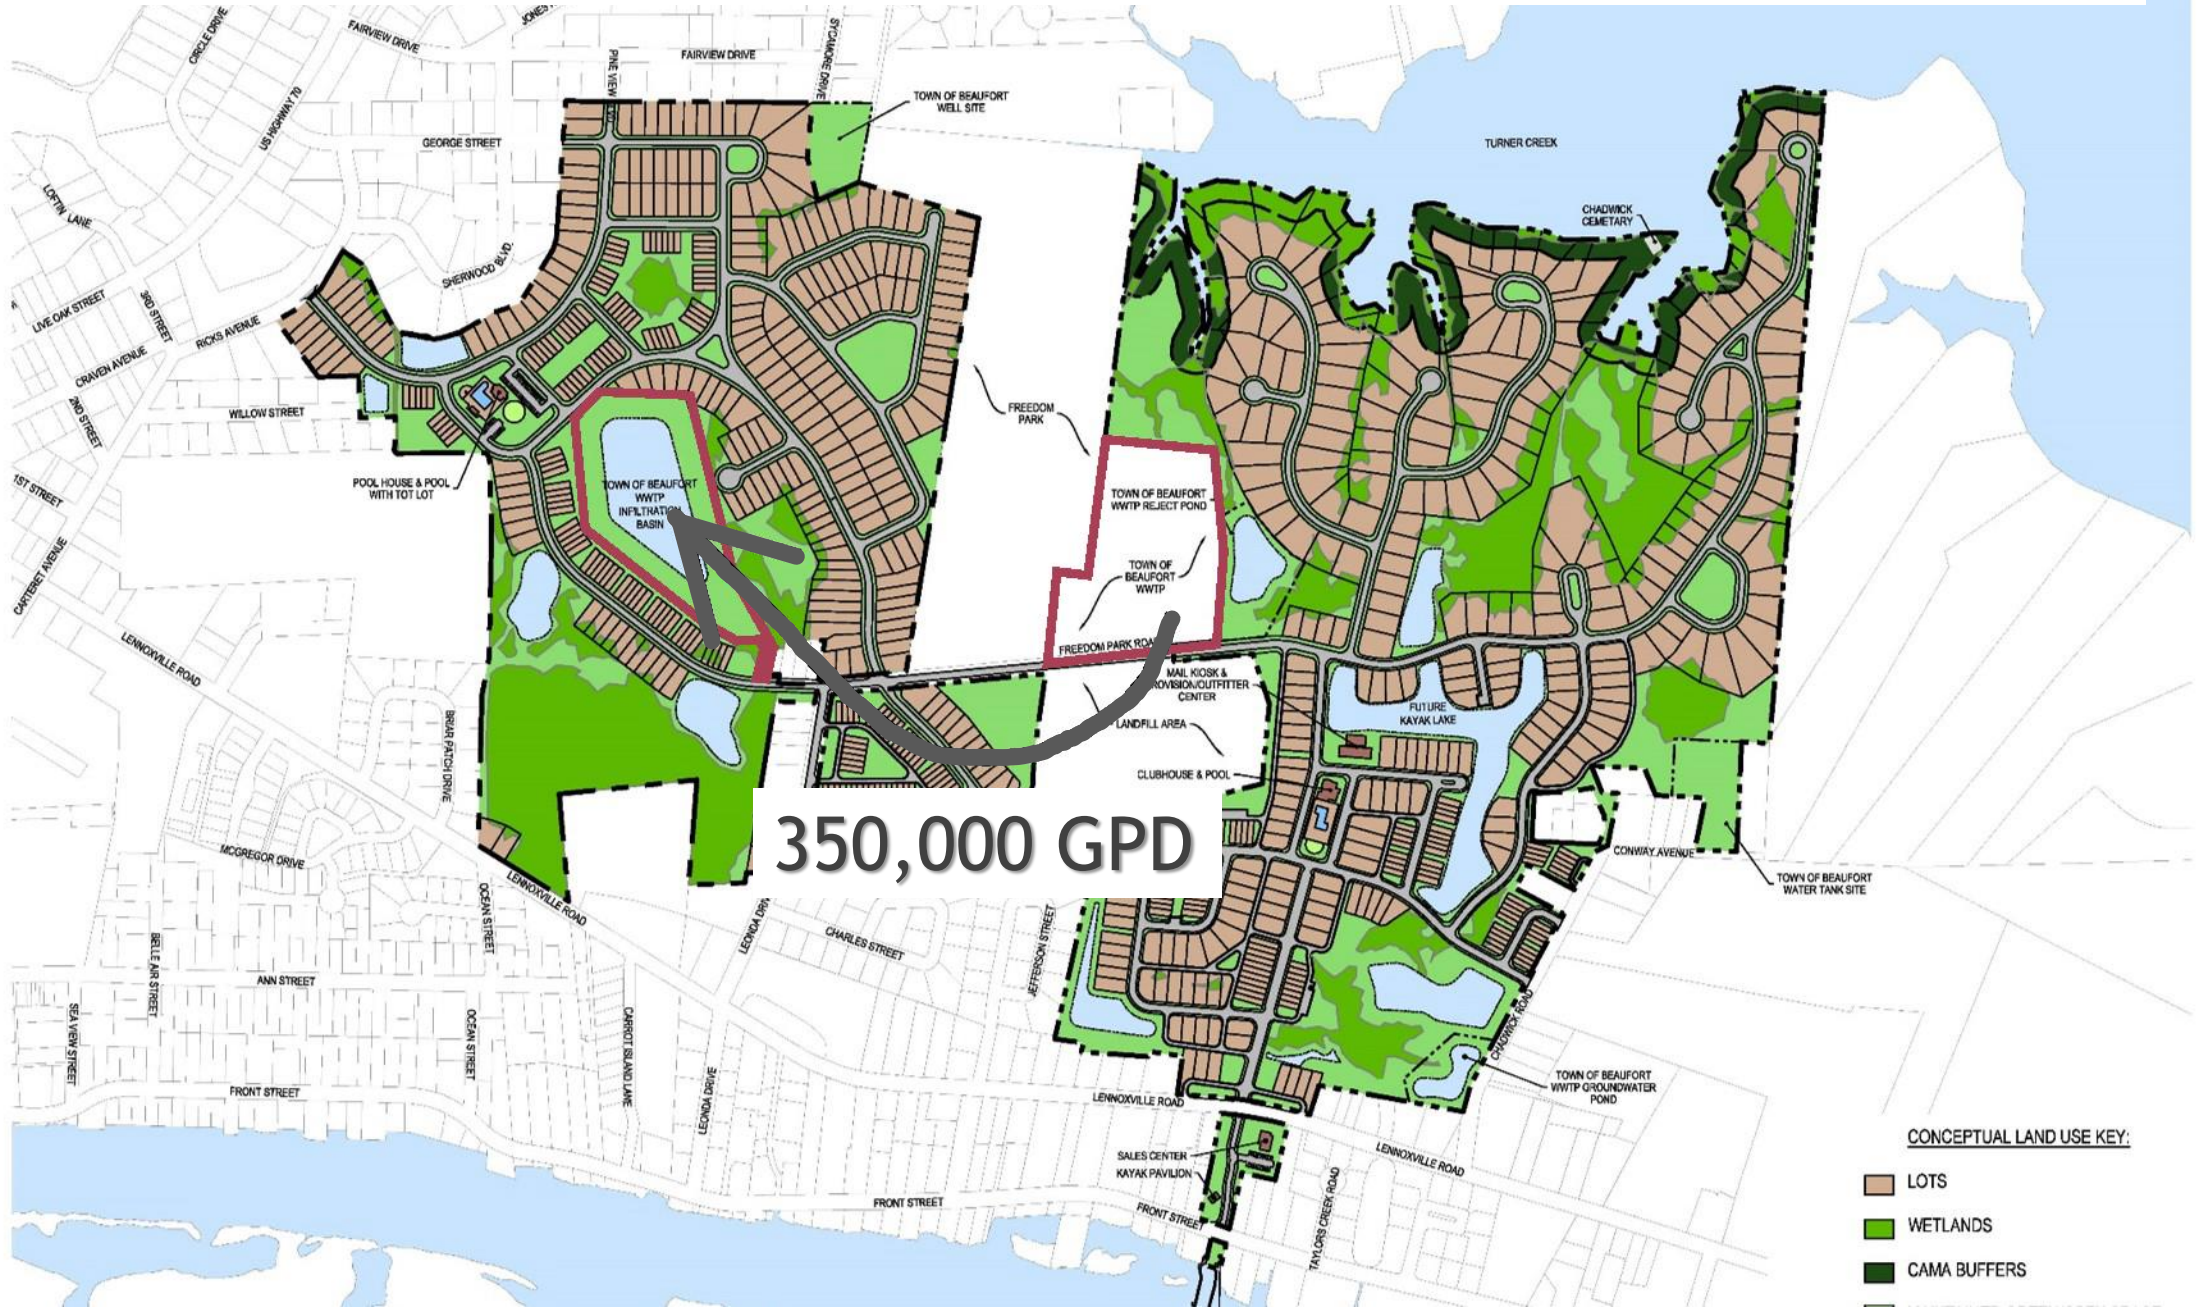 CIRCLE DRIVE
FAIRVIEW DRIVE
US HIGHWAY 70
FAIRVIEW DRIVE
SYCAMORE DRIVE
TOWN OF BEAUFORT
WELL SITE
GEORGE STREET
TURNER CREEK
LOFTIN LANE
CHADWICK
CEMETARY
SHERWOOD BLVD.
LIVE OAK STREET
3RD STREET
RICKS AVENUE
CRAVEN AVENUE
2ND STREET
WILLOW STREET
FREEDOM
PARK
POOL HOUSE & POOL
WITH TOT LOT
1ST STREET
TOWN OF BEAUFORT
WWTP
INFILTRATION
BASIN
TOWN OF BEAUFORT
WWTP REJECT POND
TOWN OF
BEAUFORT
WWTP
CARTERET AVENUE
LENNOXVILLE ROAD
FREEDOM PARK ROAD
MAIL KIOSK &
PROVISION/OUTFITTER
CENTER
FUTURE
KAYAK LAKE
LANDFILL AREA
BRIAR PATCH DRIVE
CLUBHOUSE & POOL
350,000 GPD
MCGREGOR DRIVE
CONWAY AVENUE
TOWN OF BEAUFORT
WATER TANK SITE
LENNOXVILLE ROAD
OCEAN STREET
LEONDA DRIV
CHARLES STREET
JEFFERSON STREET
BELLE AIR STREET
ANN STREET
SEA VIEW STREET
OCEAN STREET
CARROT ISLAND LANE
LEONDA DRIVE
CHADWICK ROAD
TOWN OF BEAUFORT
WWTP GROUNDWATER
POND
FRONT STREET
LENNOXVILLE ROAD
SALES CENTER
KAYAK PAVILION
LENNOXVILLE ROAD
FRONT STREET
FRONT STREET
TAYLORS CREEK ROAD
CONCEPTUAL LAND USE KEY:
LOTS
WETLANDS
CAMA BUFFERS